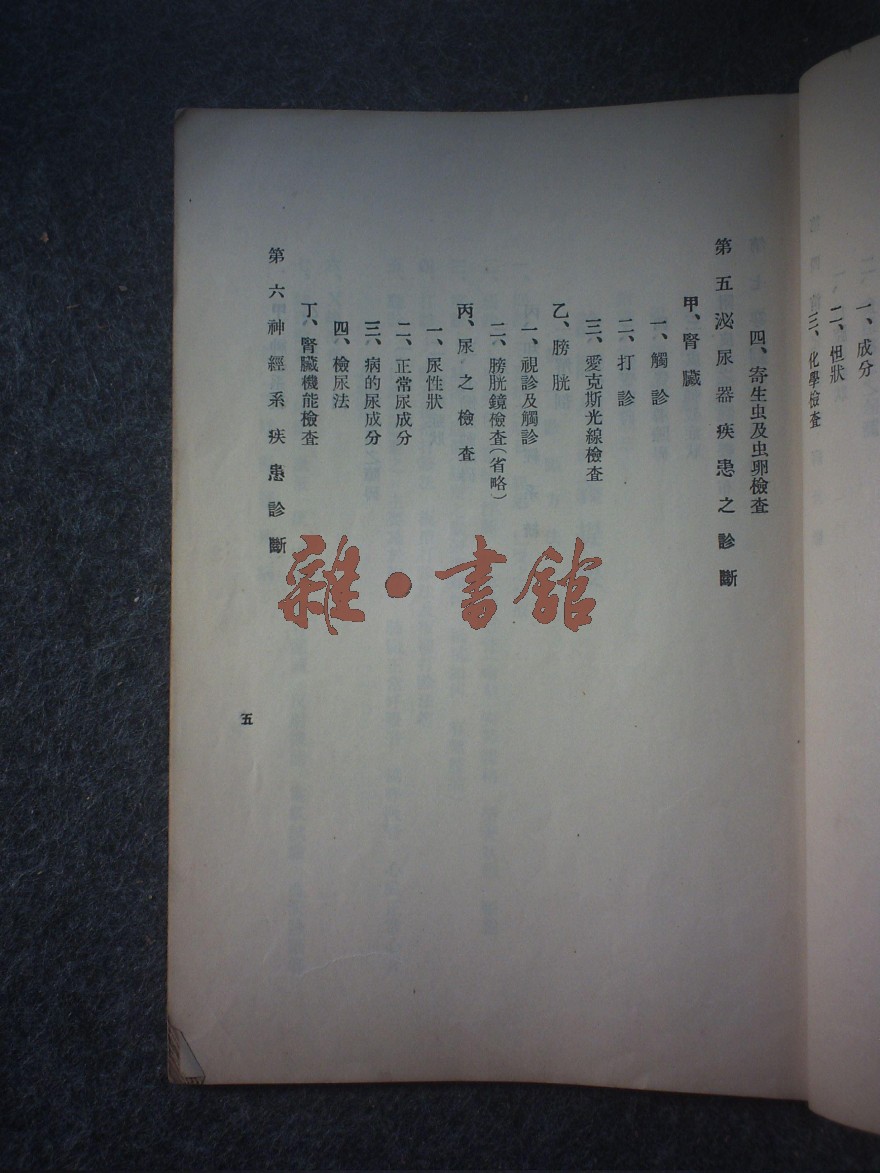 一、成分
二、性狀
三、化學檢查
四、寄生虫及虫卵檢查
第五泌尿器疾患之診斷
甲、腎臟
一、觸診
二、打診
三、愛克斯光線檢查
乙、膀胱
一、視診及觸診
二、膀胱鏡檢查(省略)
丙、尿之檢查
一、尿性狀
二、正常尿成分
三、病的尿成分
四、檢尿法
丁、腎臟機能檢查
第六神經系疾患診斷
五
雜·書館